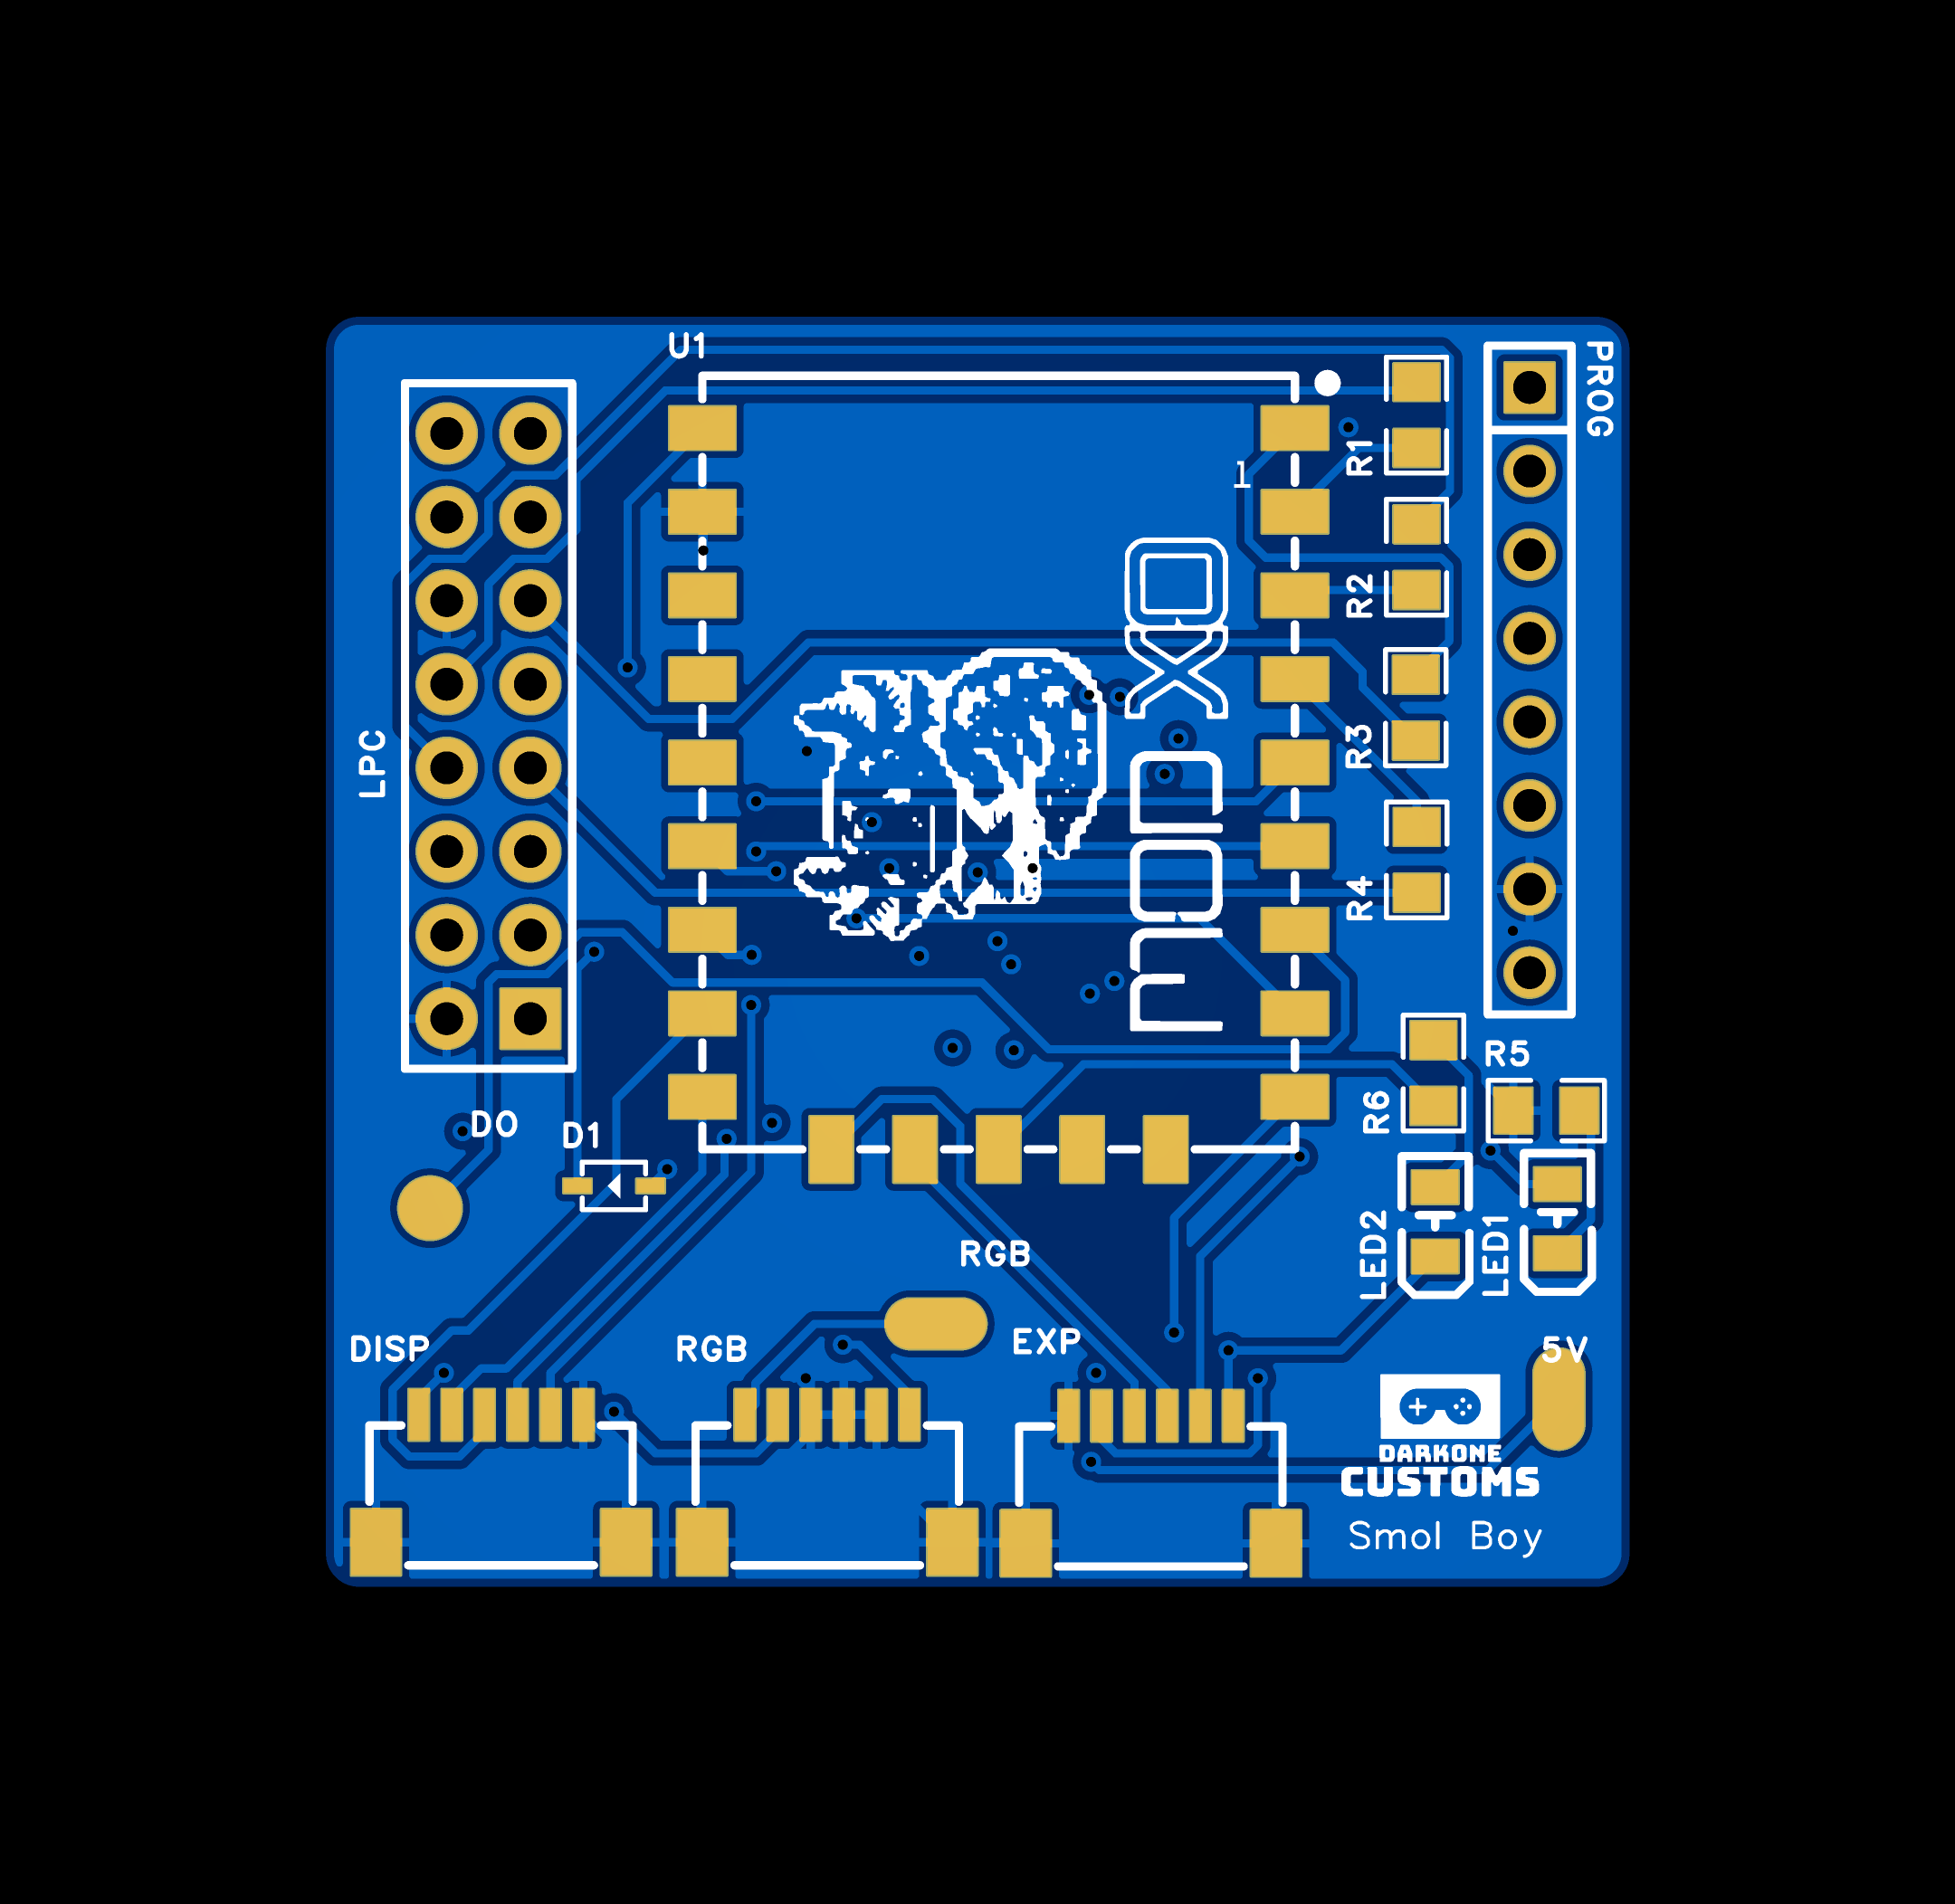 U1
PROG
1
R1
R2
R3
R4
LPC
MODXO
R5
R6
D0
D1
LED2
LED1
RGB
DISP
RGB
EXP
5V
DARKONE
CUSTOMS
Smol Boy